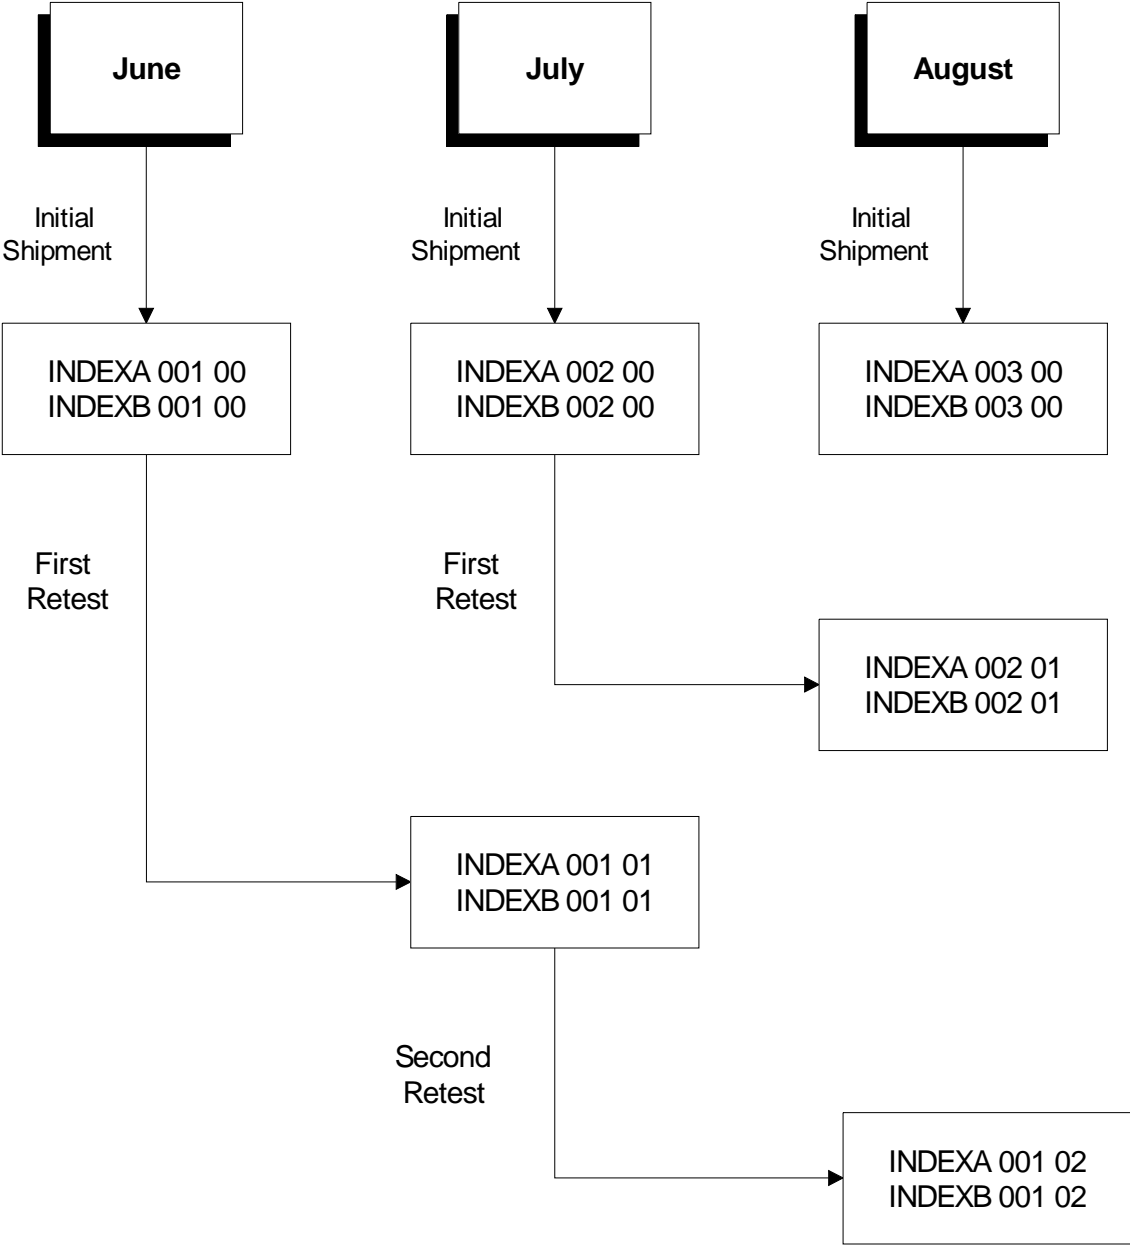 June
July
August
Initial
Shipment
Initial
Shipment
Initial
Shipment
INDEXA 001 00
INDEXB 001 00
INDEXA 002 00
INDEXB 002 00
INDEXA 003 00
INDEXB 003 00
First
Retest
First
Retest
INDEXA 002 01
INDEXB 002 01
INDEXA 001 01
INDEXB 001 01
Second
Retest
INDEXA 001 02
INDEXB 001 02